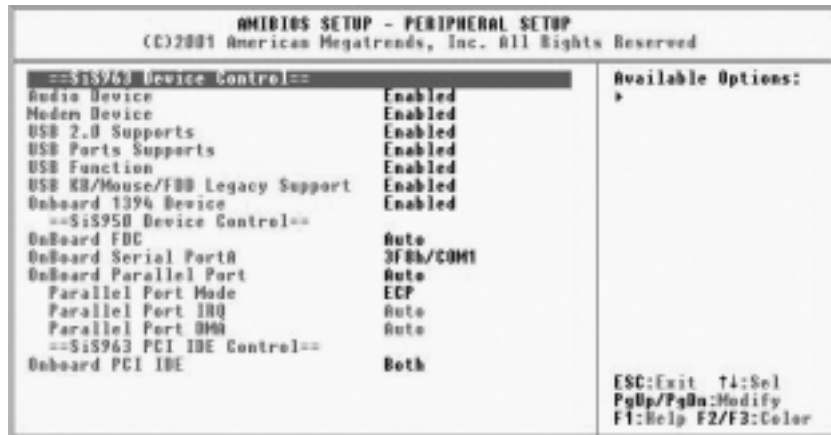 AMIBIOS SETUP - PERIPHERAL SETUP
(C)2001 American Megatrends, Inc. All Rights Reserved
==SiS963 Device Control==
Audio Device Enabled
Modem Device Enabled
USB 2.0 Supports Enabled
USB Ports Supports Enabled
USB Function Enabled
USB KB/Mouse/FDD Legacy Support Enabled
Onboard 1394 Device Enabled
==SiS950 Device Control==
OnBoard FDC Auto
OnBoard Serial PortA 3F8h/COM1
OnBoard Parallel Port Auto
Parallel Port Mode ECP
Parallel Port IRQ Auto
Parallel Port DMA Auto
==SiS963 PCI IDE Control==
Onboard PCI IDE Both
Available Options:
ESC:Exit ↑↓:Sel
PgUp/PgDn:Modify
F1:Help F2/F3:Color